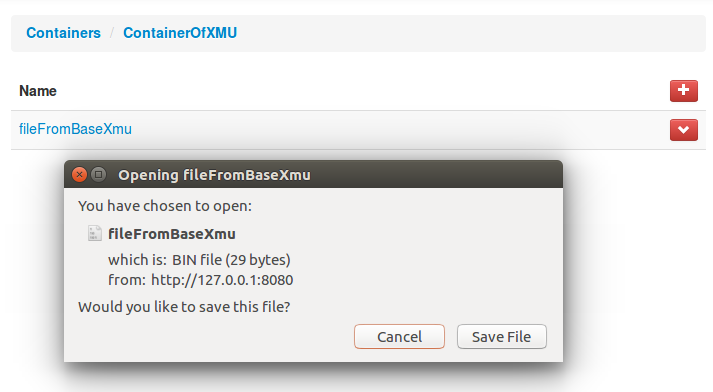 Containers / ContainerOfXMU
Name
fileFromBaseXmu
Opening fileFromBaseXmu
You have chosen to open:
fileFromBaseXmu
which is: BIN file (29 bytes)
from: http://127.0.0.1:8080
Would you like to save this file?
Cancel Save File